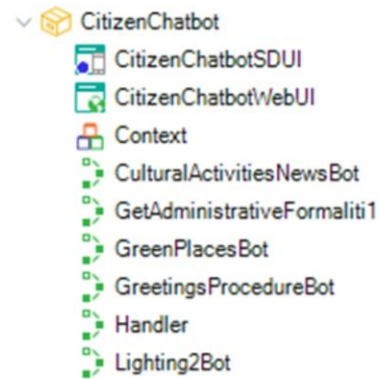 CitizenChatbot
CitizenChatbotSDUI
CitizenChatbotWebUI
Context
CulturalActivitiesNewsBot
GetAdministrativeFormaliti1
GreenPlacesBot
GreetingsProcedureBot
Handler
Lighting2Bot